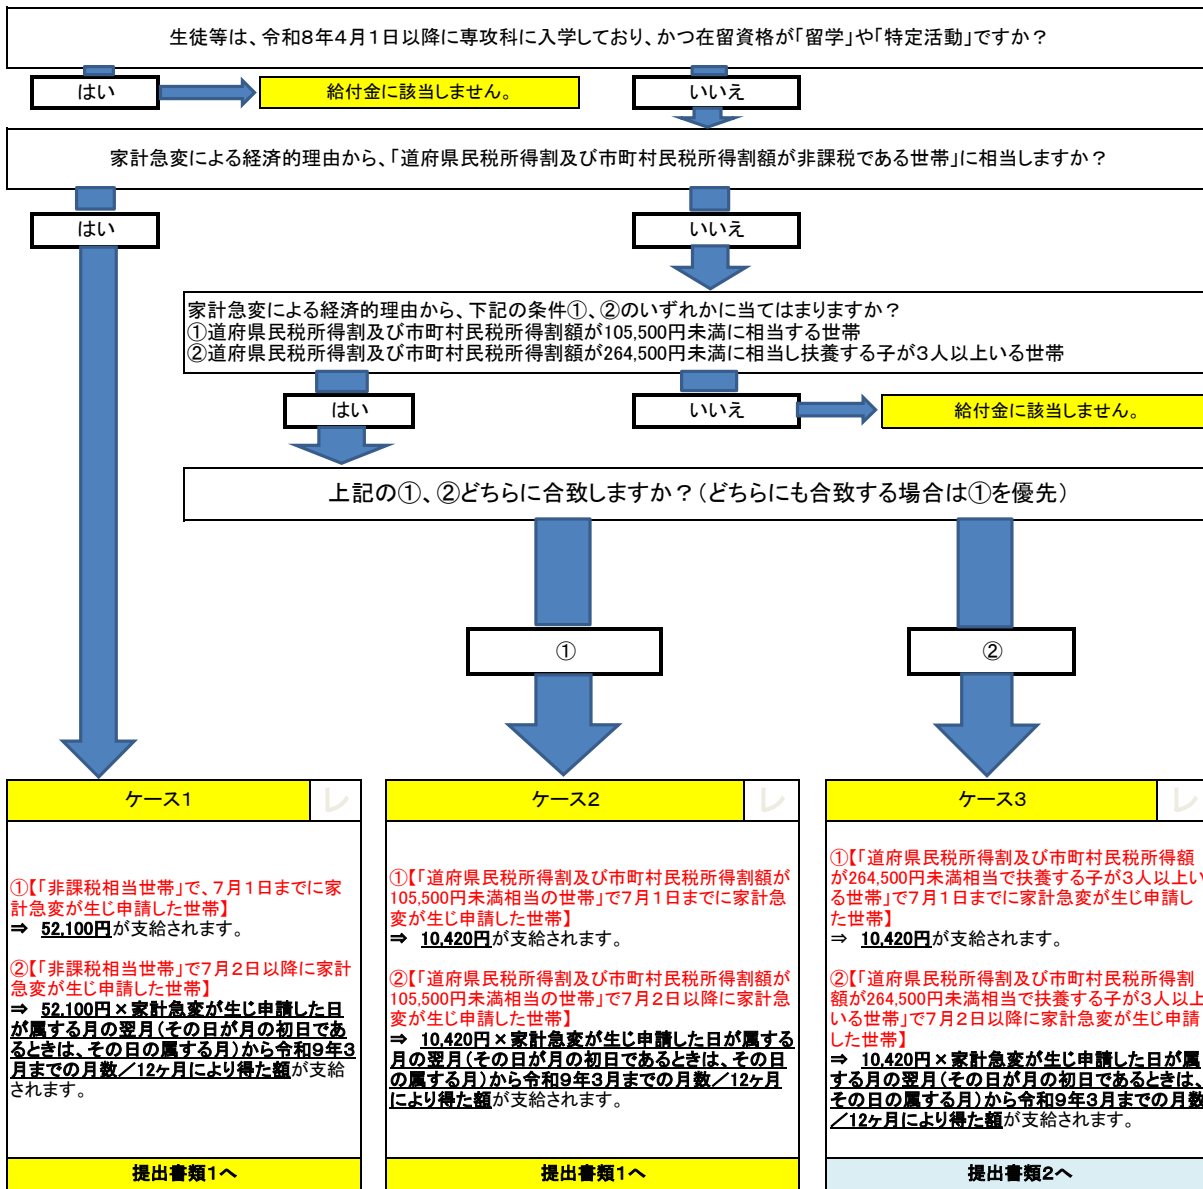 生徒等は、令和8年4月1日以降に専攻科に入学しており、かつ在留資格が「留学」や「特定活動」ですか？
はい
給付金に該当しません。
いいえ
家計急変による経済的理由から、「道府県民税所得割及び市町村民税所得割額が非課税である世帯」に相当しますか？
はい
いいえ
家計急変による経済的理由から、下記の条件①、②のいずれかに当てはまりますか？
①道府県民税所得割及び市町村民税所得割額が105,500円未満に相当する世帯
②道府県民税所得割及び市町村民税所得割額が264,500円未満に相当し扶養する子が３人以上いる世帯
はい
いいえ
給付金に該当しません。
上記の①、②どちらに合致しますか？（どちらにも合致する場合は①を優先）
①
②
ケース１
レ
①【「非課税相当世帯」で、７月１日までに家
計急変が生じ申請した世帯】
⇒ 52,100円が支給されます。
②【「非課税相当世帯」で７月２日以降に家計
急変が生じ申請した世帯】
⇒ 52,100円×家計急変が生じ申請した日
が属する月の翌月（その日が月の初日であ
るときは、その日の属する月）から令和９年３
月までの月数／12ヶ月により得た額が支給
されます。
提出書類１へ
ケース２
レ
①【「道府県民税所得割及び市町村民税所得割額が
105,500円未満相当の世帯」で７月１日までに家計急
変が生じ申請した世帯】
⇒ 10,420円が支給されます。
②【「道府県民税所得割及び市町村民税所得割額が
105,500円未満相当の世帯」で７月２日以降に家計急
変が生じ申請した世帯】
⇒ 10,420円×家計急変が生じ申請した日が属する
月の翌月（その日が月の初日であるときは、その日
の属する月）から令和９年３月までの月数／12ヶ月
により得た額が支給されます。
提出書類１へ
ケース３
レ
①【「道府県民税所得割及び市町村民税所得額
が264,500円未満相当で扶養する子が３人以上い
る世帯」で７月１日までに家計急変が生じ申請し
た世帯】
⇒ 10,420円が支給されます。
②【「道府県民税所得割及び市町村民税所得割
額が264,500円未満相当で扶養する子が３人以上
いる世帯」で７月２日以降に家計急変が生じ申請
した世帯】
⇒ 10,420円×家計急変が生じ申請した日が属
する月の翌月（その日が月の初日であるときは、
その日の属する月）から令和９年３月までの月数
／12ヶ月により得た額が支給されます。
提出書類２へ